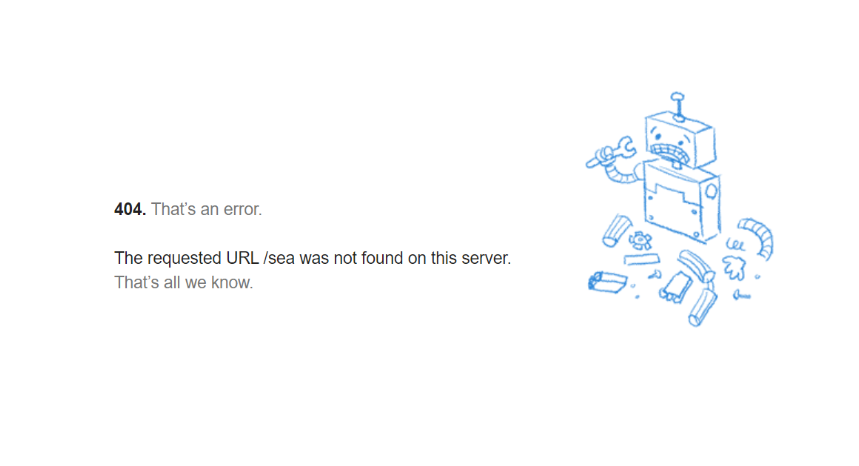 404. That’s an error.
The requested URL /sea was not found on this server.
That’s all we know.